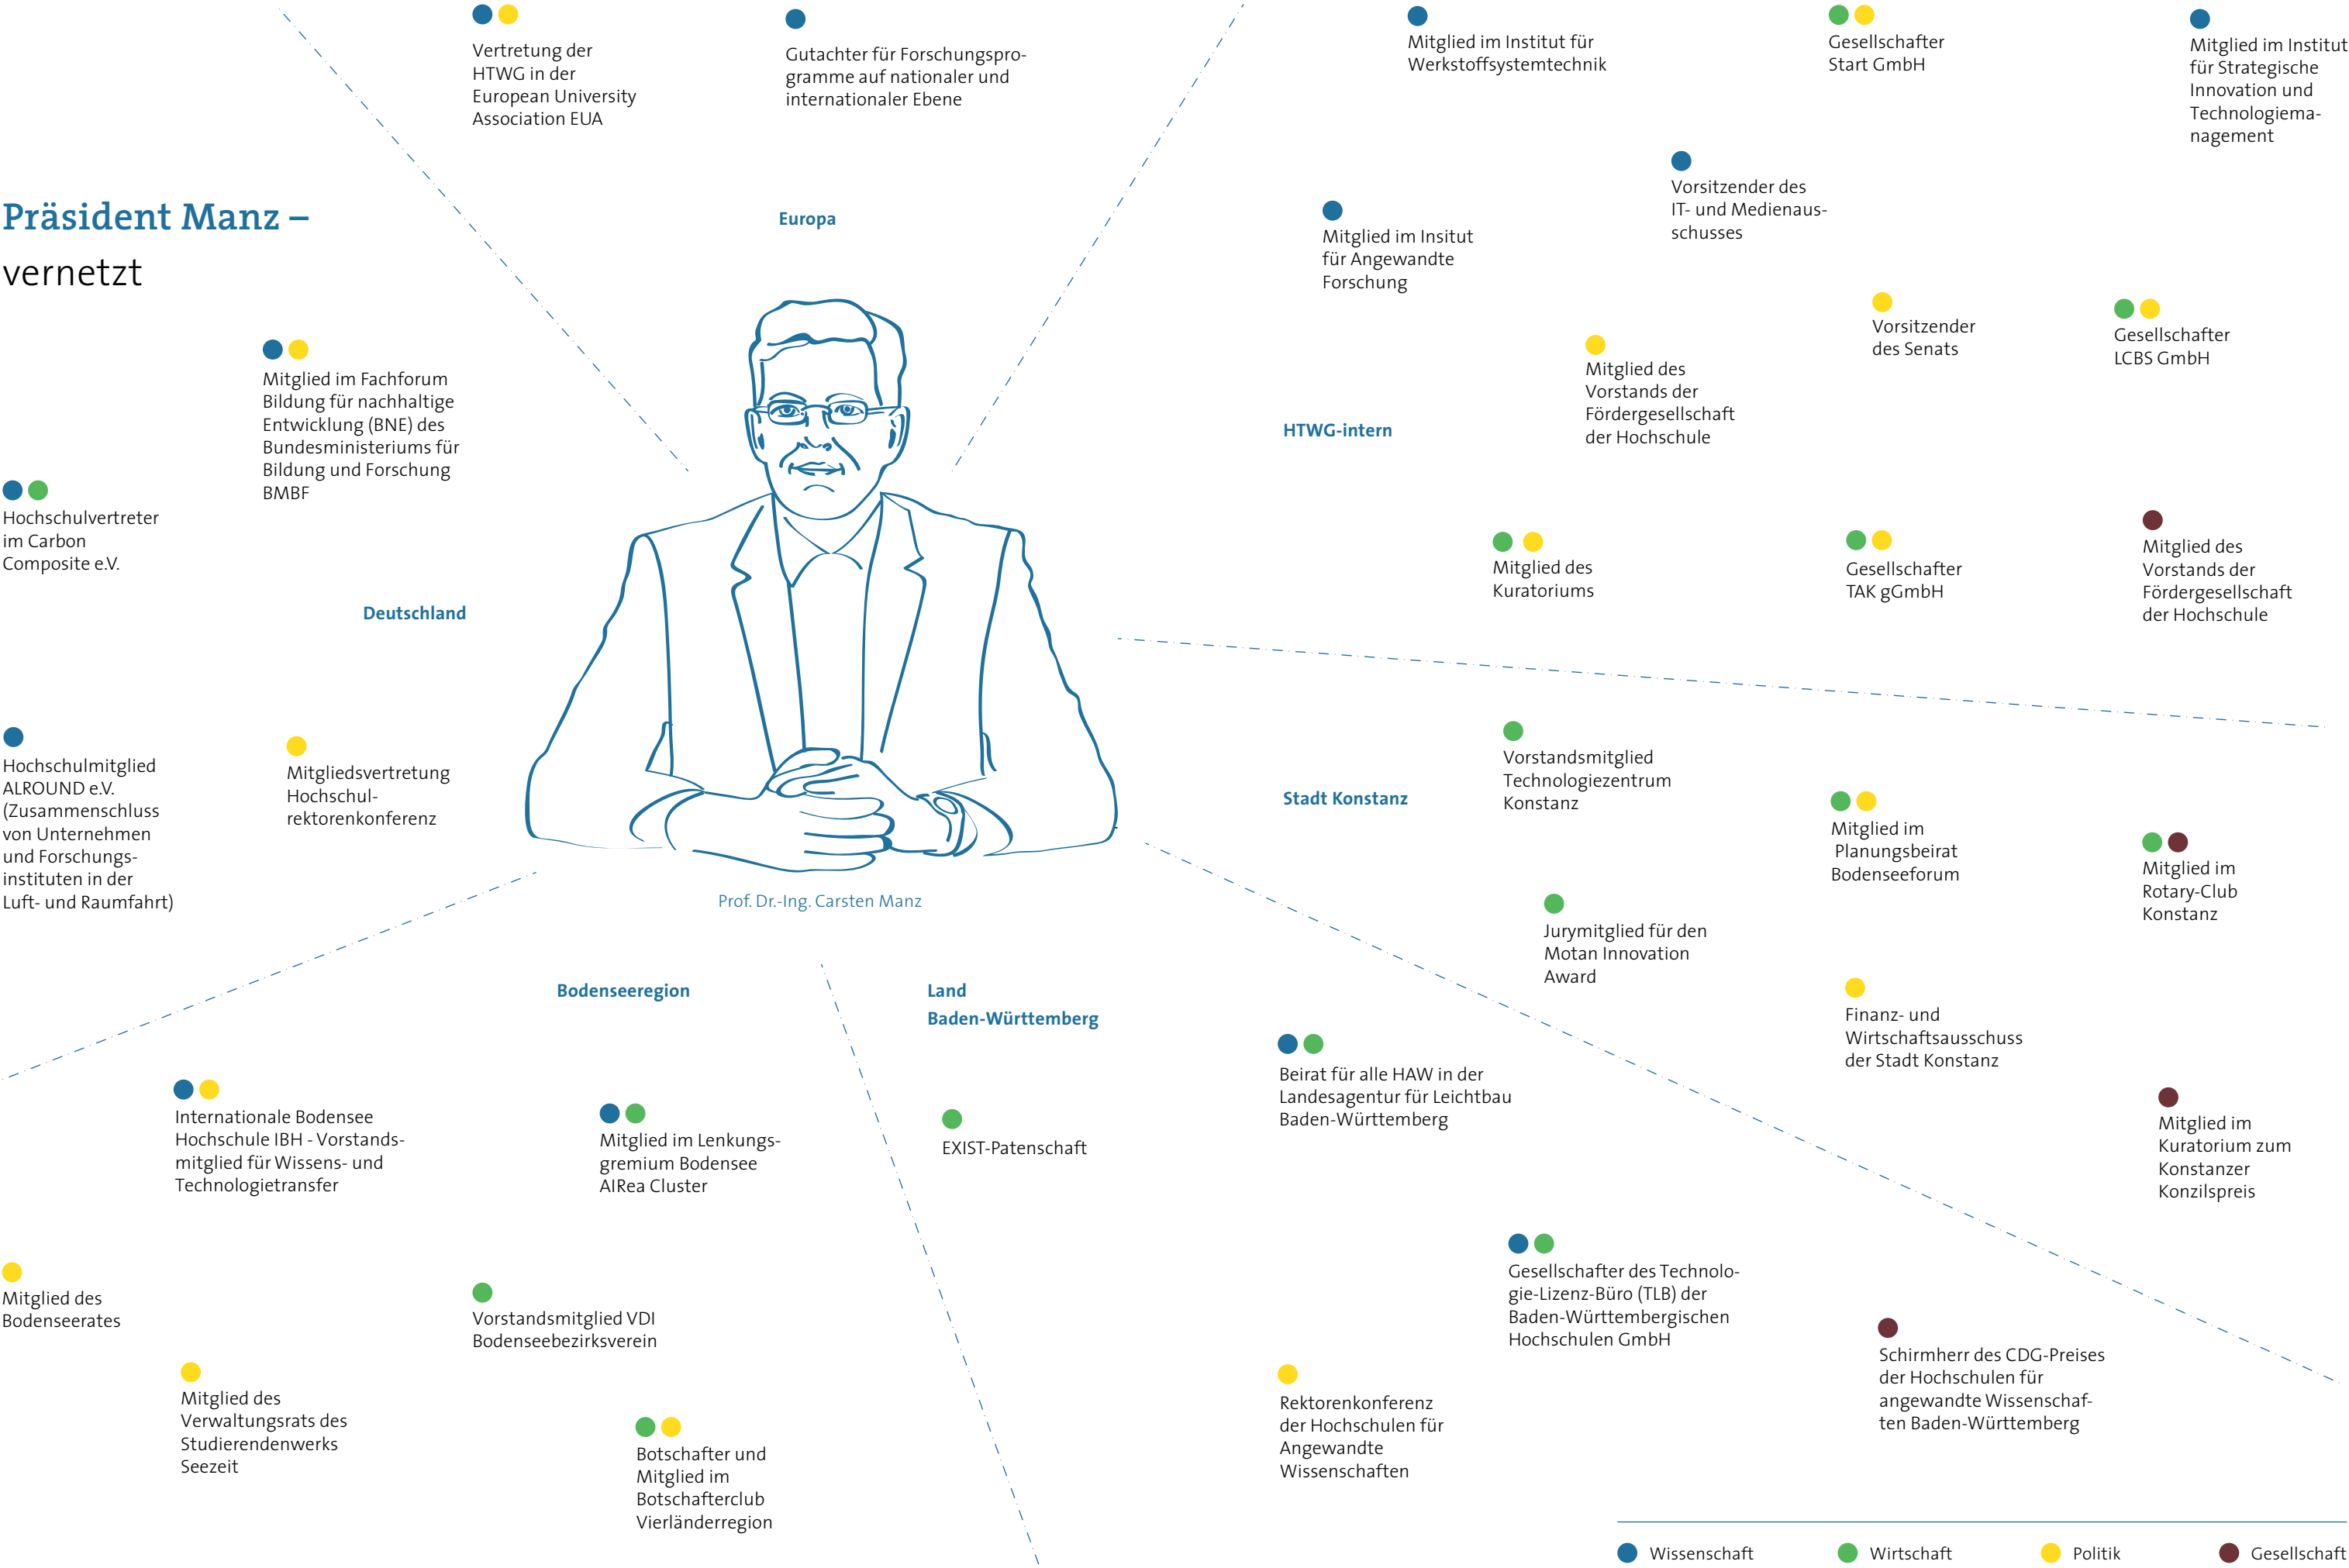 Präsident Manz –
vernetzt
Europa
Vertretung der
HTWG in der
European University
Association EUA
Gutachter für Forschungspro-
gramme auf nationaler und
internationaler Ebene
HTWG-intern
Mitglied im Institut für
Werkstoffsystemtechnik
Gesellschafter
Start GmbH
Mitglied im Institut
für Strategische
Innovation und
Technologiema-
nagement
Vorsitzender des
IT- und Medienaus-
schusses
Mitglied im Insitut
für Angewandte
Forschung
Vorsitzender
des Senats
Gesellschafter
LCBS GmbH
Mitglied des
Vorstands der
Fördergesellschaft
der Hochschule
Mitglied des
Kuratoriums
Gesellschafter
TAK gGmbH
Mitglied des
Vorstands der
Fördergesellschaft
der Hochschule
Deutschland
Mitglied im Fachforum
Bildung für nachhaltige
Entwicklung (BNE) des
Bundesministeriums für
Bildung und Forschung
BMBF
Hochschulvertreter
im Carbon
Composite e.V.
Hochschulmitglied
ALROUND e.V.
(Zusammenschluss
von Unternehmen
und Forschungs-
instituten in der
Luft- und Raumfahrt)
Mitgliedsvertretung
Hochschul-
rektorenkonferenz
Prof. Dr.-Ing. Carsten Manz
Stadt Konstanz
Vorstandsmitglied
Technologiezentrum
Konstanz
Mitglied im
Planungsbeirat
Bodenseeforum
Mitglied im
Rotary-Club
Konstanz
Jurymitglied für den
Motan Innovation
Award
Finanz- und
Wirtschaftsausschuss
der Stadt Konstanz
Mitglied im
Kuratorium zum
Konstanzer
Konzilspreis
Bodenseeregion
Internationale Bodensee
Hochschule IBH - Vorstands-
mitglied für Wissens- und
Technologietransfer
Mitglied im Lenkungs-
gremium Bodensee
AIRea Cluster
Mitglied des
Bodenseerates
Vorstandsmitglied VDI
Bodenseebezirksverein
Mitglied des
Verwaltungsrats des
Studierendenwerks
Seezeit
Botschafter und
Mitglied im
Botschafterclub
Vierländerregion
Land
Baden-Württemberg
EXIST-Patenschaft
Beirat für alle HAW in der
Landesagentur für Leichtbau
Baden-Württemberg
Gesellschafter des Technolo-
gie-Lizenz-Büro (TLB) der
Baden-Württembergischen
Hochschulen GmbH
Rektorenkonferenz
der Hochschulen für
Angewandte
Wissenschaften
Schirmherr des CDG-Preises
der Hochschulen für
angewandte Wissenschaf-
ten Baden-Württemberg
Wissenschaft
Wirtschaft
Politik
Gesellschaft